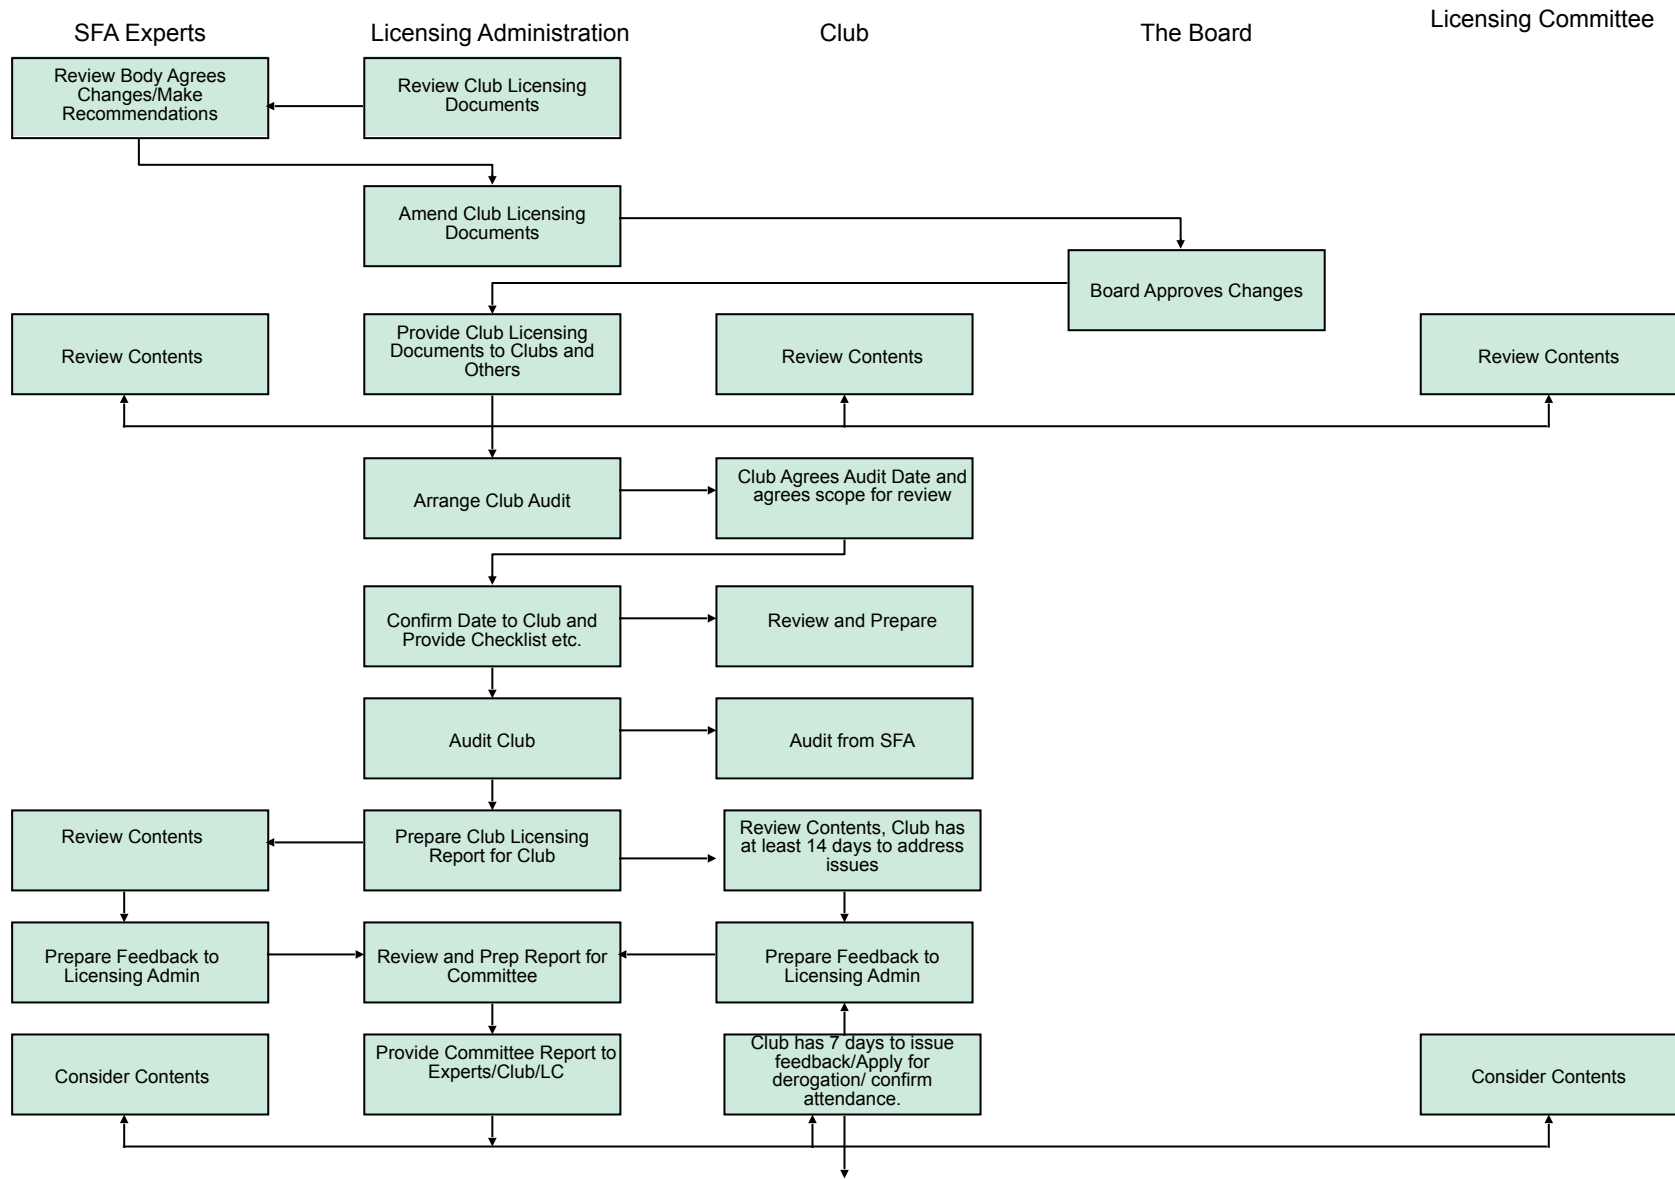 SFA Experts
Licensing Administration
Club
The Board
Licensing Committee
Review Body Agrees
Changes/Make
Recommendations
Review Club Licensing
Documents
Amend Club Licensing
Documents
Board Approves Changes
Review Contents
Provide Club Licensing
Documents to Clubs and
Others
Review Contents
Review Contents
Arrange Club Audit
Club Agrees Audit Date and
agrees scope for review
Confirm Date to Club and
Provide Checklist etc.
Review and Prepare
Audit Club
Audit from SFA
Review Contents
Prepare Club Licensing
Report for Club
Review Contents, Club has
at least 14 days to address
issues
Prepare Feedback to
Licensing Admin
Review and Prep Report for
Committee
Prepare Feedback to
Licensing Admin
Consider Contents
Provide Committee Report to
Experts/Club/LC
Club has 7 days to issue
feedback/Apply for
derogation/ confirm
attendance.
Consider Contents